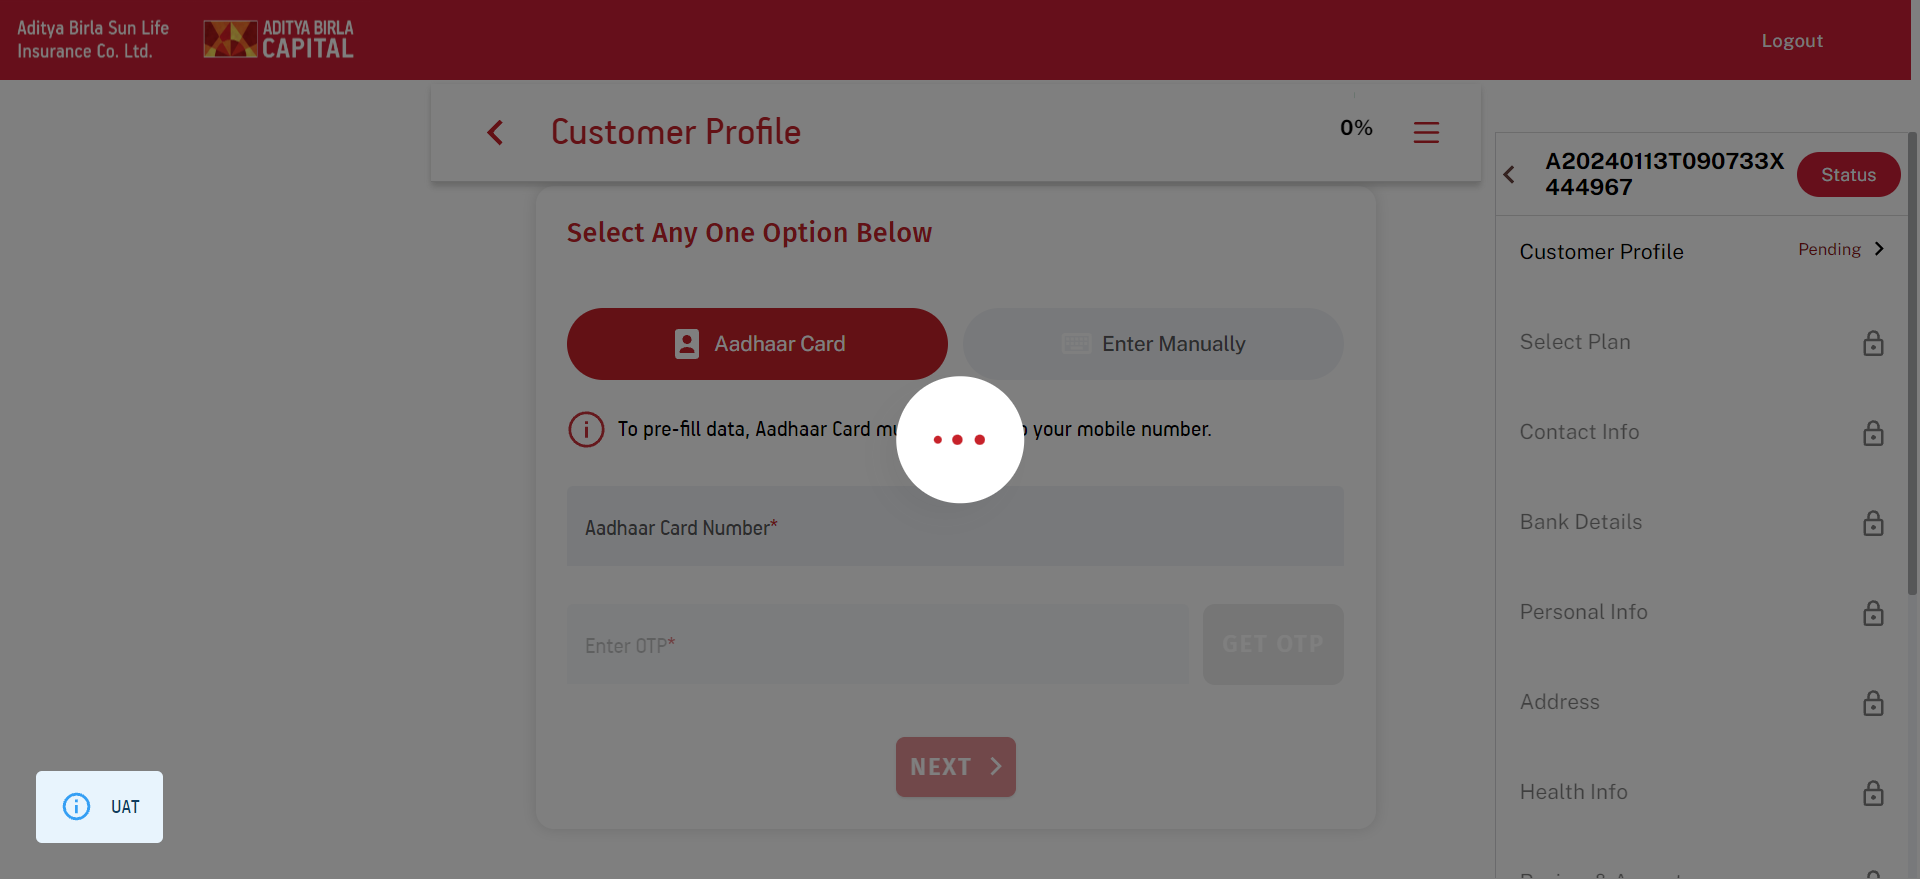 Aditya Birla Sun Life
Insurance Co. Ltd.
ADITYA BIRLA
CAPITAL
Logout
Customer Profile
0%
Select Any One Option Below
Aadhaar Card
Enter Manually
To pre-fill data, Aadhaar Card your mobile number.
Aadhaar Card Number*
Enter OTP*
GET OTP
NEXT
UAT
A20240113T090733X
444967
Status
Customer Profile
Pending
Select Plan
Contact Info
Bank Details
Personal Info
Address
Health Info